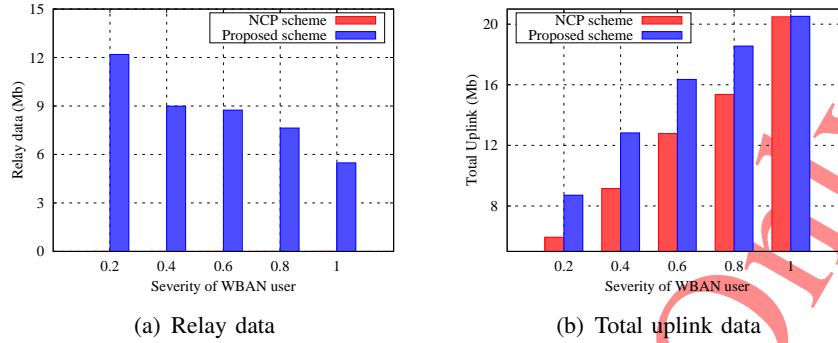 15
12
9
6
3
0
Relay data (Mb)
NCP scheme
Proposed scheme
0.2 0.4 0.6 0.8 1
Severity of WBAN user
(a) Relay data
20
16
12
8
Total Uplink (Mb)
NCP scheme
Proposed scheme
0.2 0.4 0.6 0.8 1
Severity of WBAN user
(b) Total uplink data